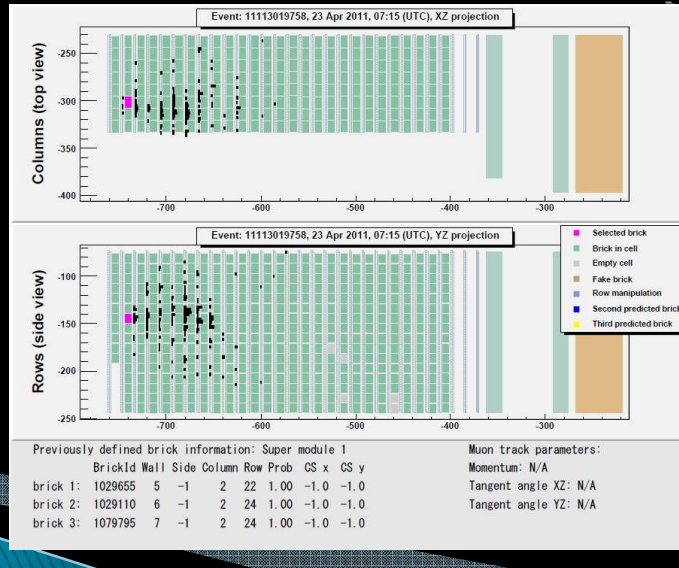 Event: 11113019758, 23 Apr 2011, 07:15 (UTC), XZ projection
Columns (top view)
-250
-300
-350
-400
-700 -600 -500 -400 -300
Event: 11113019758, 23 Apr 2011, 07:15 (UTC), YZ projection
Rows (side view)
-100
-150
-200
-250
-700 -600 -500 -400 -300
Selected brick
Brick in cell
Empty cell
Fake brick
Row manipulation
Second predicted brick
Third predicted brick
Previously defined brick information: Super module 1
BrickId Wall Side Column Row Prob CS x CS y
brick 1: 1029655 5 -1 2 22 1.00 -1.0 -1.0
brick 2: 1029110 6 -1 2 24 1.00 -1.0 -1.0
brick 3: 1079795 7 -1 2 24 1.00 -1.0 -1.0
Muon track parameters:
Momentum: N/A
Tangent angle XZ: N/A
Tangent angle YZ: N/A